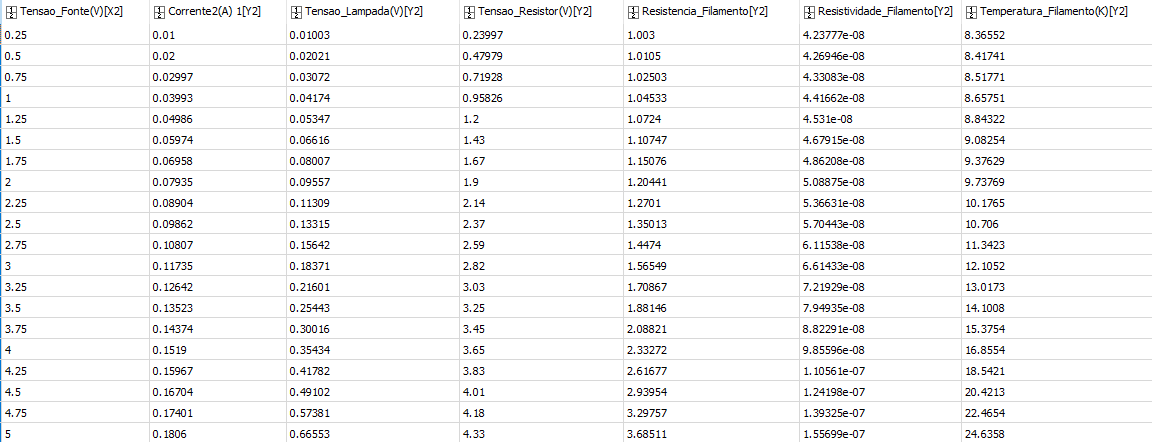 Tensao_Fonte(V)[X2] Corrente2(A) 1[Y2] Tensao_Lampada(V)[Y2] Tensao_Resistor(V)[Y2] Resistencia_Filamento[Y2] Resistividade_Filamento[Y2] Temperatura_Filamento(K)[Y2]
0.25 0.01 0.01003 0.23997 1.003 4.23777e-08 8.36552
0.5 0.02 0.02021 0.47979 1.0105 4.26946e-08 8.41741
0.75 0.02997 0.03072 0.71928 1.02503 4.33083e-08 8.51771
1 0.03993 0.04174 0.95826 1.04533 4.41662e-08 8.65751
1.25 0.04986 0.05347 1.2 1.0724 4.531e-08 8.84322
1.5 0.05974 0.06616 1.43 1.10747 4.67915e-08 9.08254
1.75 0.06958 0.08007 1.67 1.15076 4.86208e-08 9.37629
2 0.07935 0.09557 1.9 1.20441 5.08875e-08 9.73769
2.25 0.08904 0.11309 2.14 1.2701 5.36631e-08 10.1765
2.5 0.09862 0.13315 2.37 1.35013 5.70443e-08 10.706
2.75 0.10807 0.15642 2.59 1.4474 6.11538e-08 11.3423
3 0.11735 0.18371 2.82 1.56549 6.61433e-08 12.1052
3.25 0.12642 0.21601 3.03 1.70867 7.21929e-08 13.0173
3.5 0.13523 0.25443 3.25 1.88146 7.94935e-08 14.1008
3.75 0.14374 0.30016 3.45 2.08821 8.82291e-08 15.3754
4 0.1519 0.35434 3.65 2.33272 9.85596e-08 16.8554
4.25 0.15967 0.41782 3.83 2.61677 1.10561e-07 18.5421
4.5 0.16704 0.49102 4.01 2.93954 1.24198e-07 20.4213
4.75 0.17401 0.57381 4.18 3.29757 1.39325e-07 22.4654
5 0.1806 0.66553 4.33 3.68511 1.55699e-07 24.6358